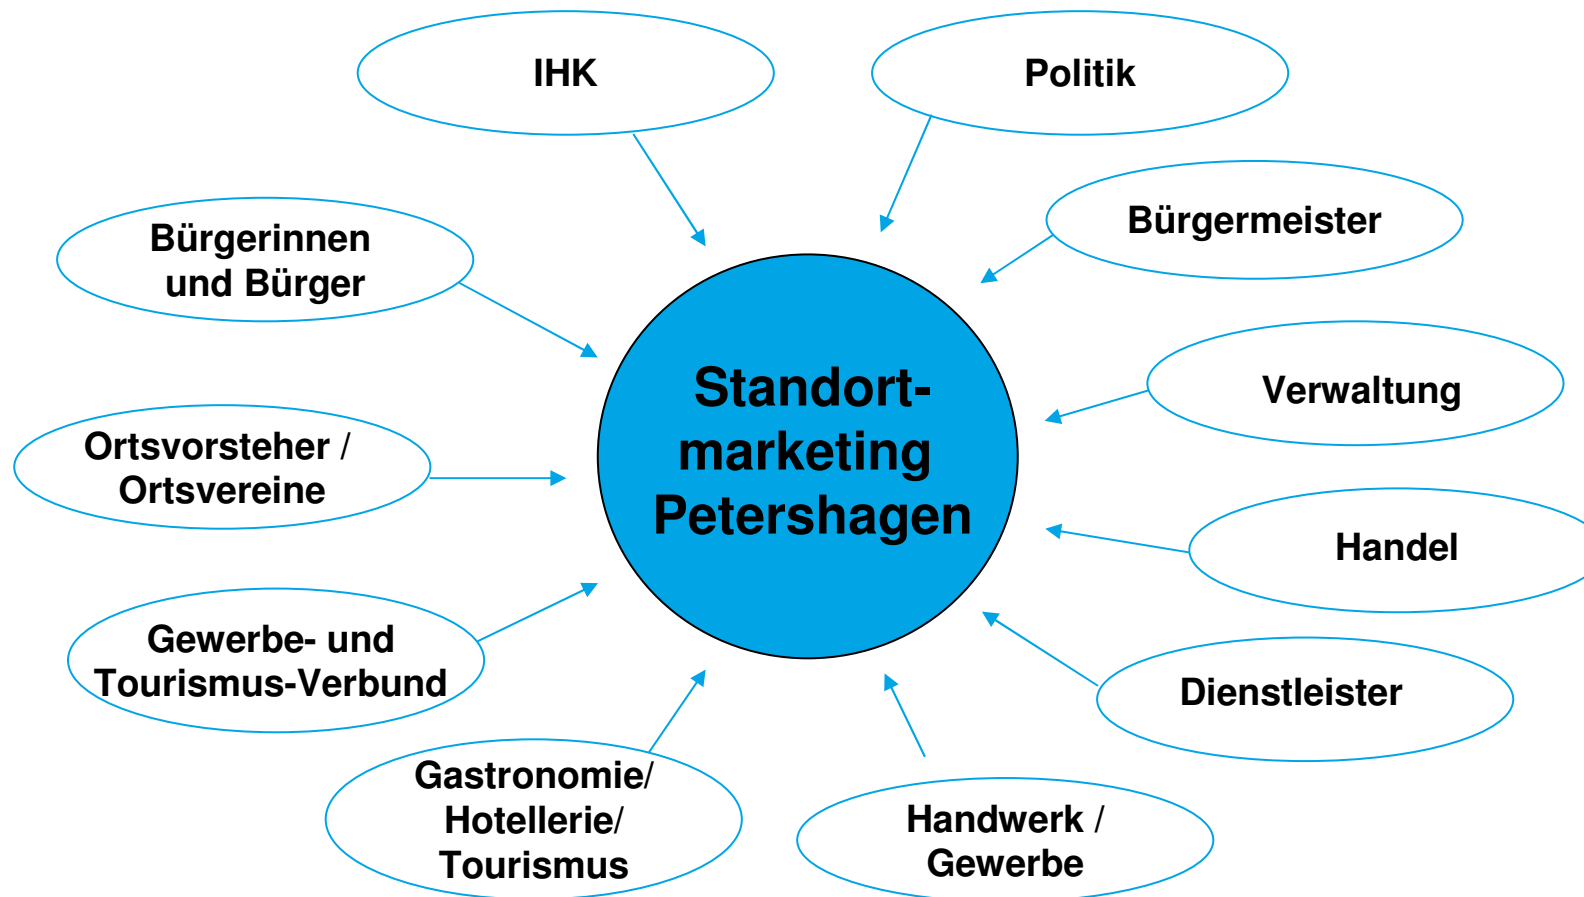 IHK
Politik
Bürgermeister
Bürgerinnen
und Bürger
Verwaltung
Standort-
marketing
Petershagen
Ortsvorsteher /
Ortsvereine
Handel
Gewerbe- und
Tourismus-Verbund
Dienstleister
Gastronomie/
Hotellerie/
Tourismus
Handwerk /
Gewerbe